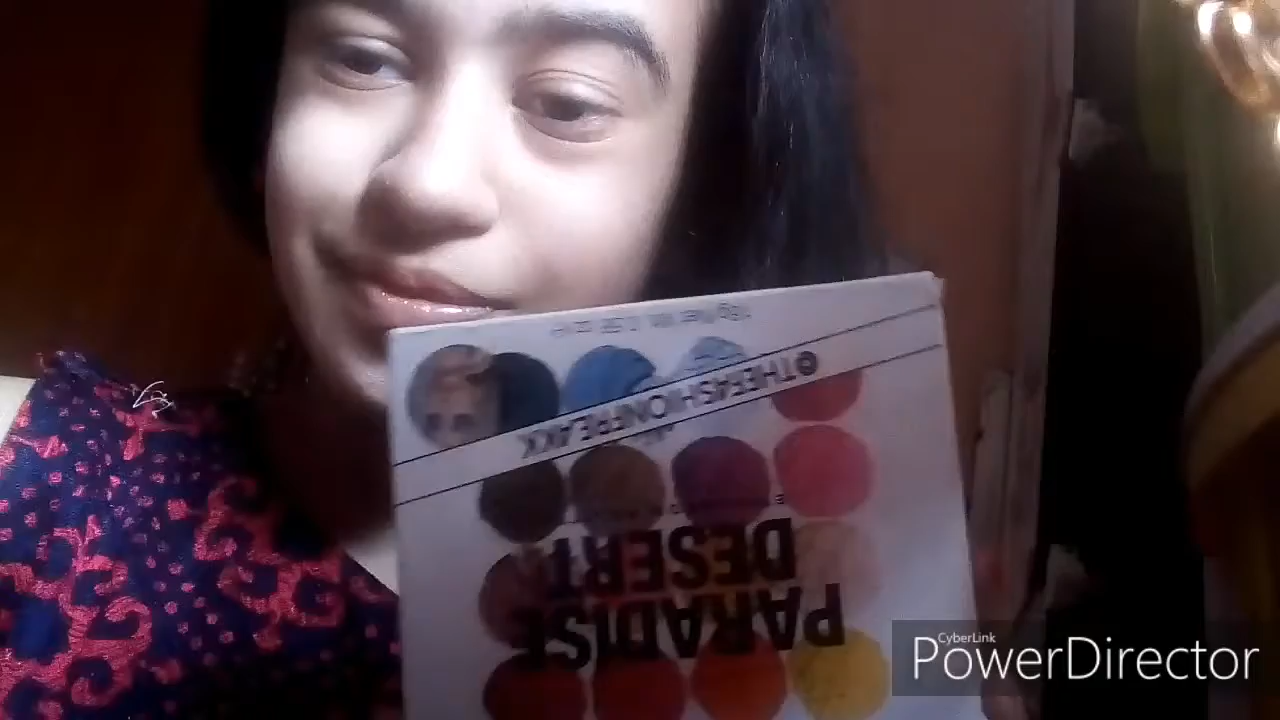 PARADISE
DESERT
@THEFASHIONFREAKK
CyberLink
PowerDirector